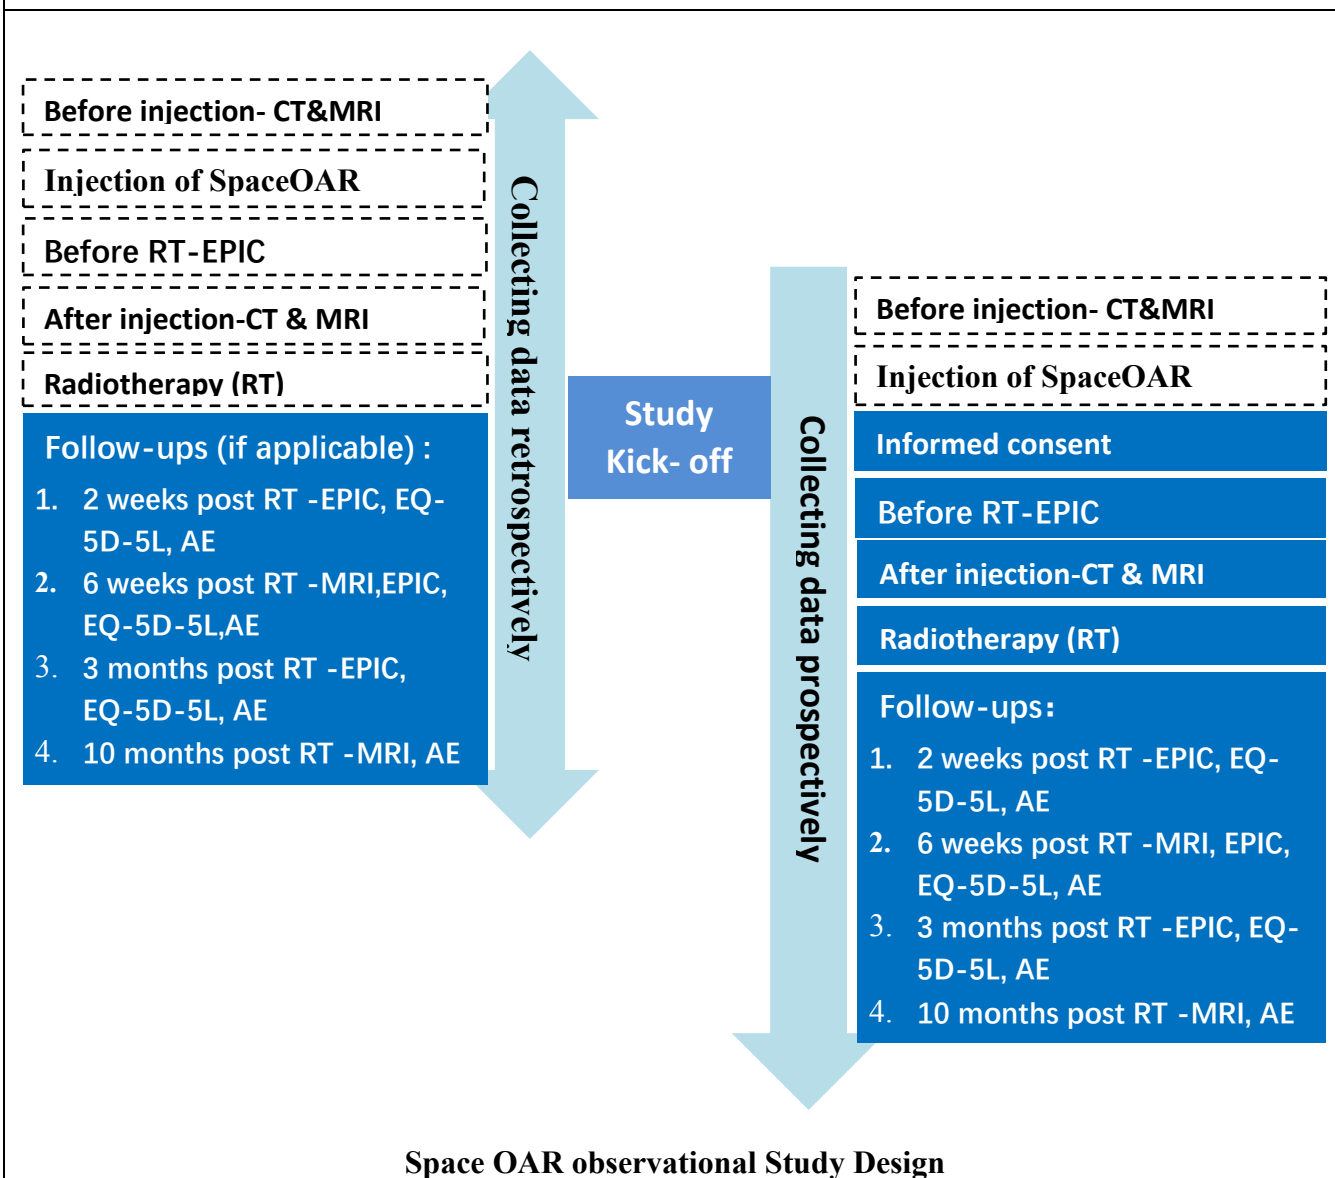 Before injection- CT&MRI
Injection of SpaceOAR
Before RT-EPIC
After injection-CT & MRI
Radiotherapy (RT)
Follow-ups (if applicable) :
1. 2 weeks post RT -EPIC, EQ-
5D-5L, AE
2. 6 weeks post RT -MRI,EPIC,
EQ-5D-5L,AE
3. 3 months post RT -EPIC,
EQ-5D-5L, AE
4. 10 months post RT -MRI, AE
Collecting data retrospectively
Study
Kick- off
Collecting data prospectively
Before injection- CT&MRI
Injection of SpaceOAR
Informed consent
Before RT-EPIC
After injection-CT & MRI
Radiotherapy (RT)
Follow-ups:
1. 2 weeks post RT -EPIC, EQ-
5D-5L, AE
2. 6 weeks post RT -MRI, EPIC,
EQ-5D-5L, AE
3. 3 months post RT -EPIC, EQ-
5D-5L, AE
4. 10 months post RT -MRI, AE
Space OAR observational Study Design